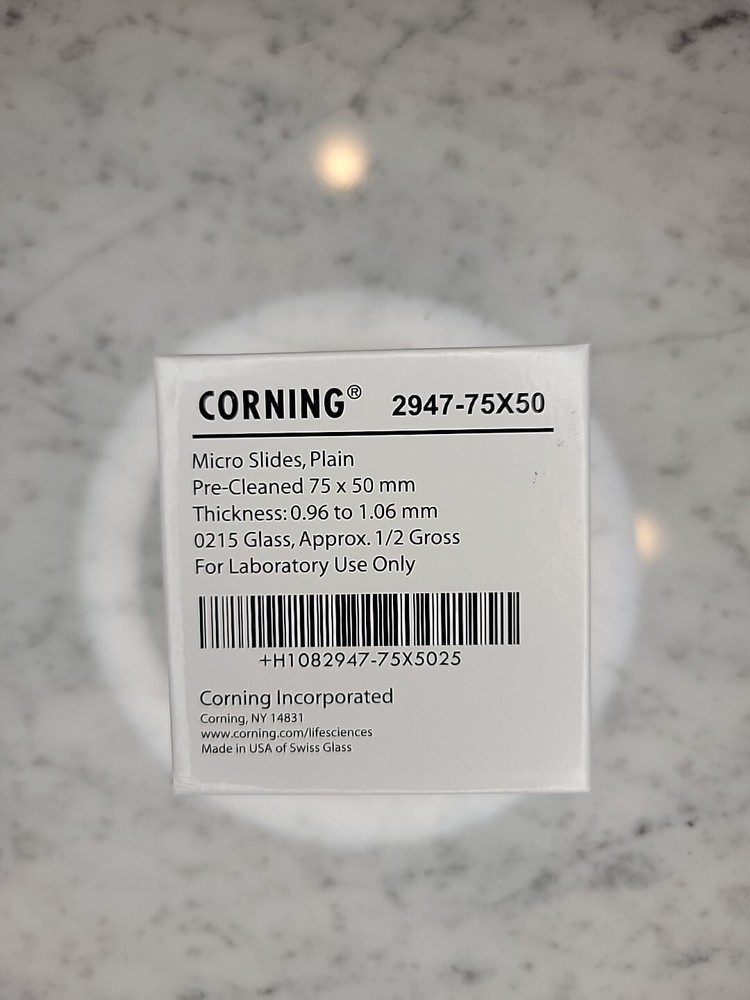 CORNING® 2947-75X50
Micro Slides, Plain
Pre-Cleaned 75 x 50 mm
Thickness: 0.96 to 1.06 mm
0215 Glass, Approx. 1/2 Gross
For Laboratory Use Only
+H1082947-75X5025
Corning Incorporated
Corning, NY 14831
www.corning.com/lifesciences
Made in USA of Swiss Glass